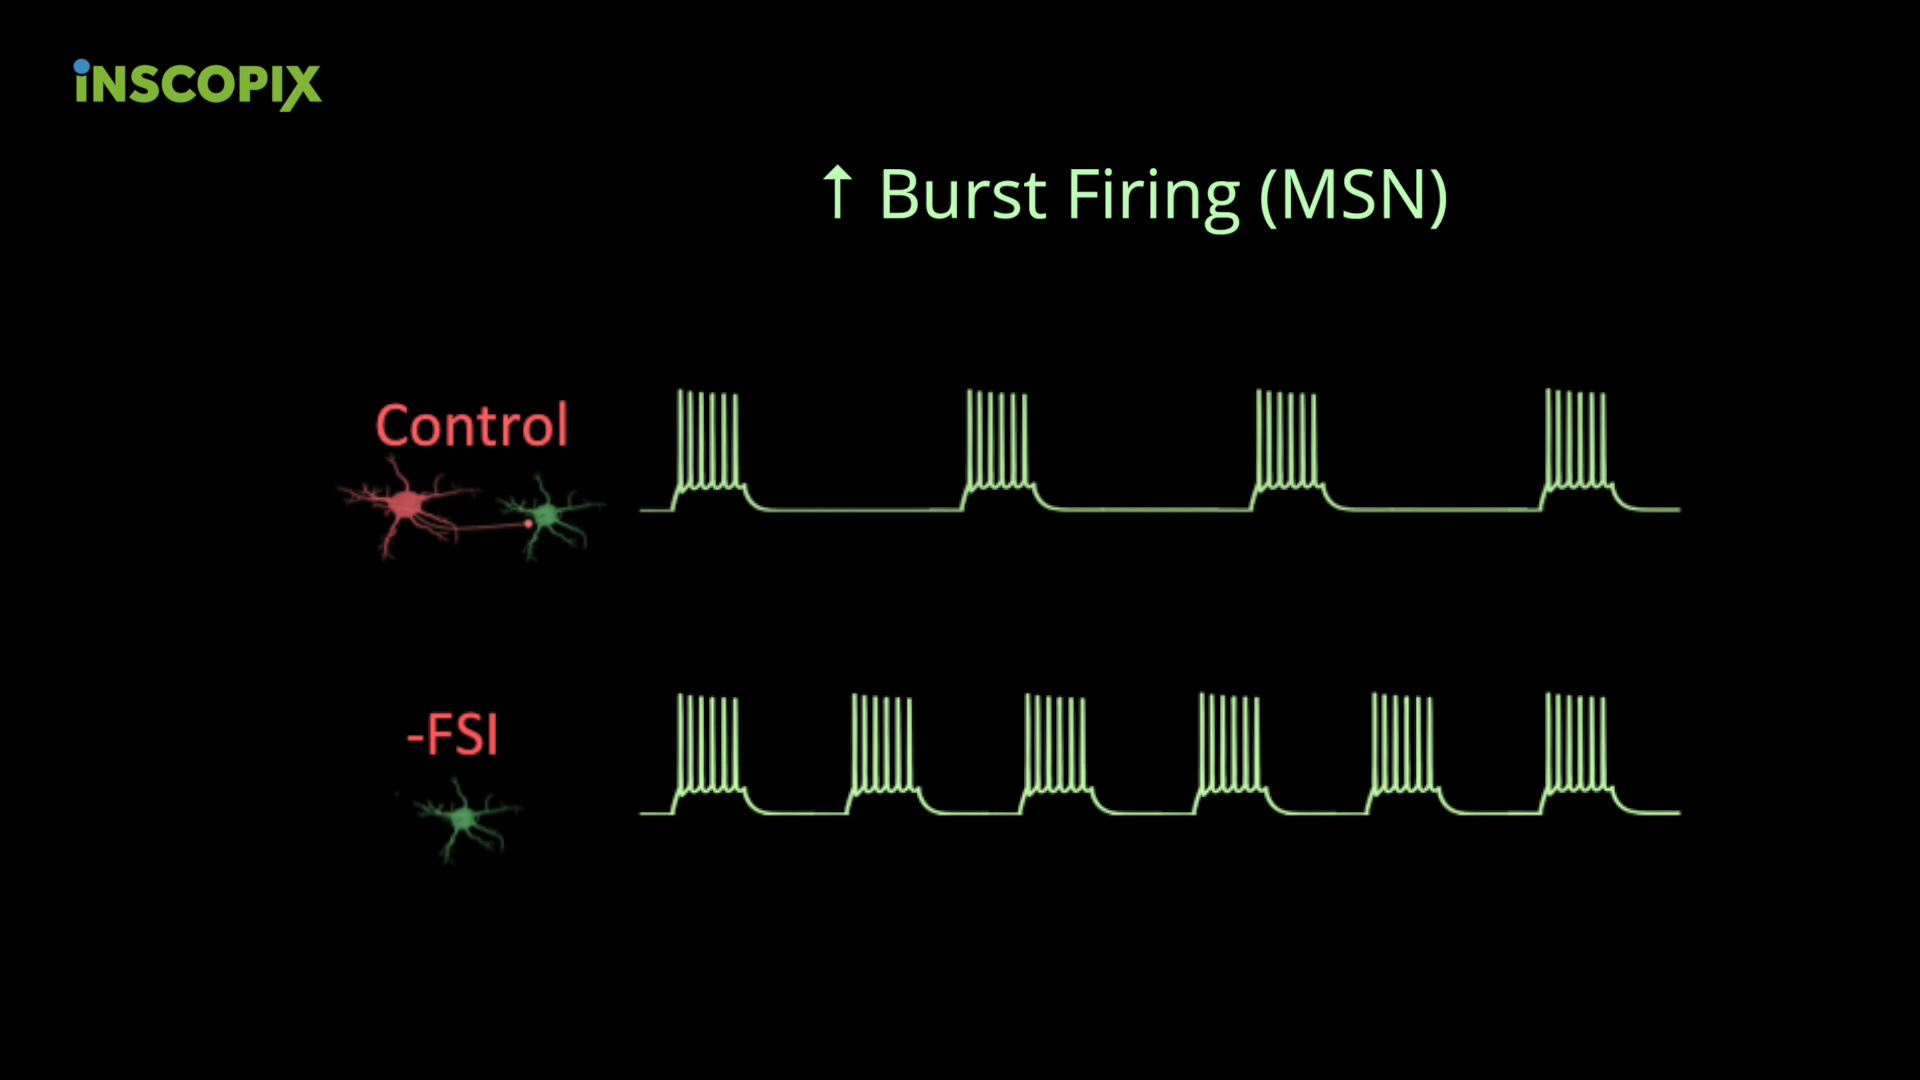 iNSCOPIX
↑ Burst Firing (MSN)
Control
-FSI